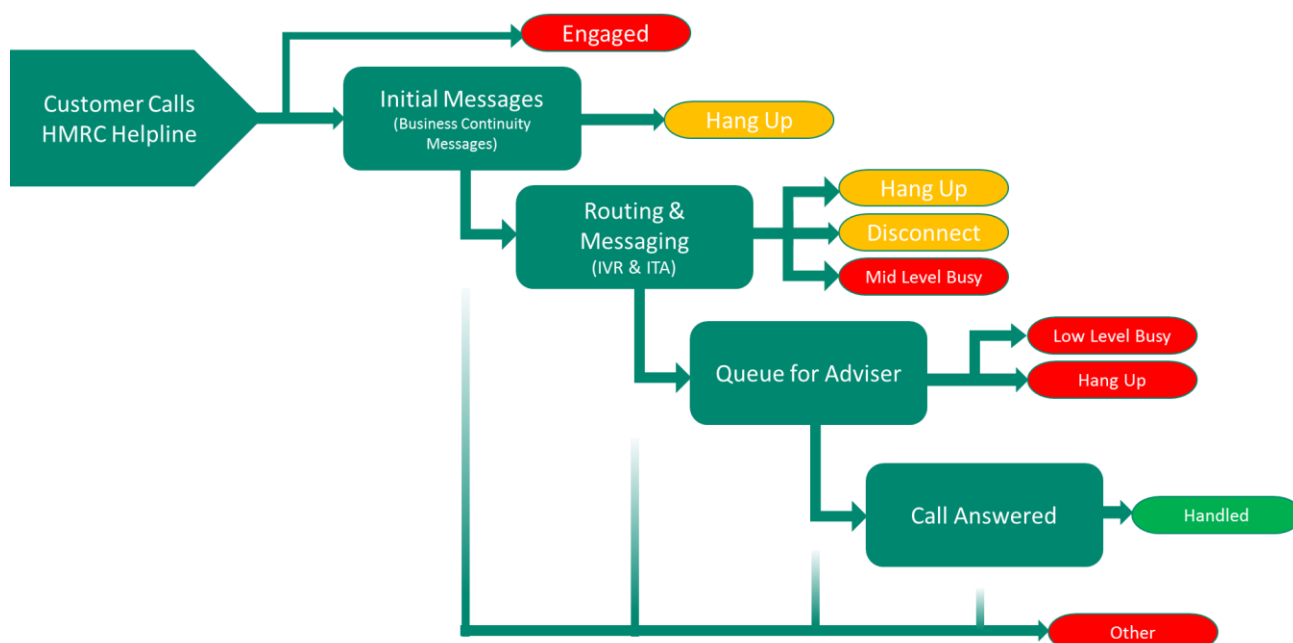 Engaged
Customer Calls
HMRC Helpline
Initial Messages
(Business Continuity
Messages)
Hang Up
Routing &
Messaging
(IVR & ITA)
Hang Up
Disconnect
Mid Level Busy
Queue for Adviser
Low Level Busy
Hang Up
Call Answered
Handled
Other